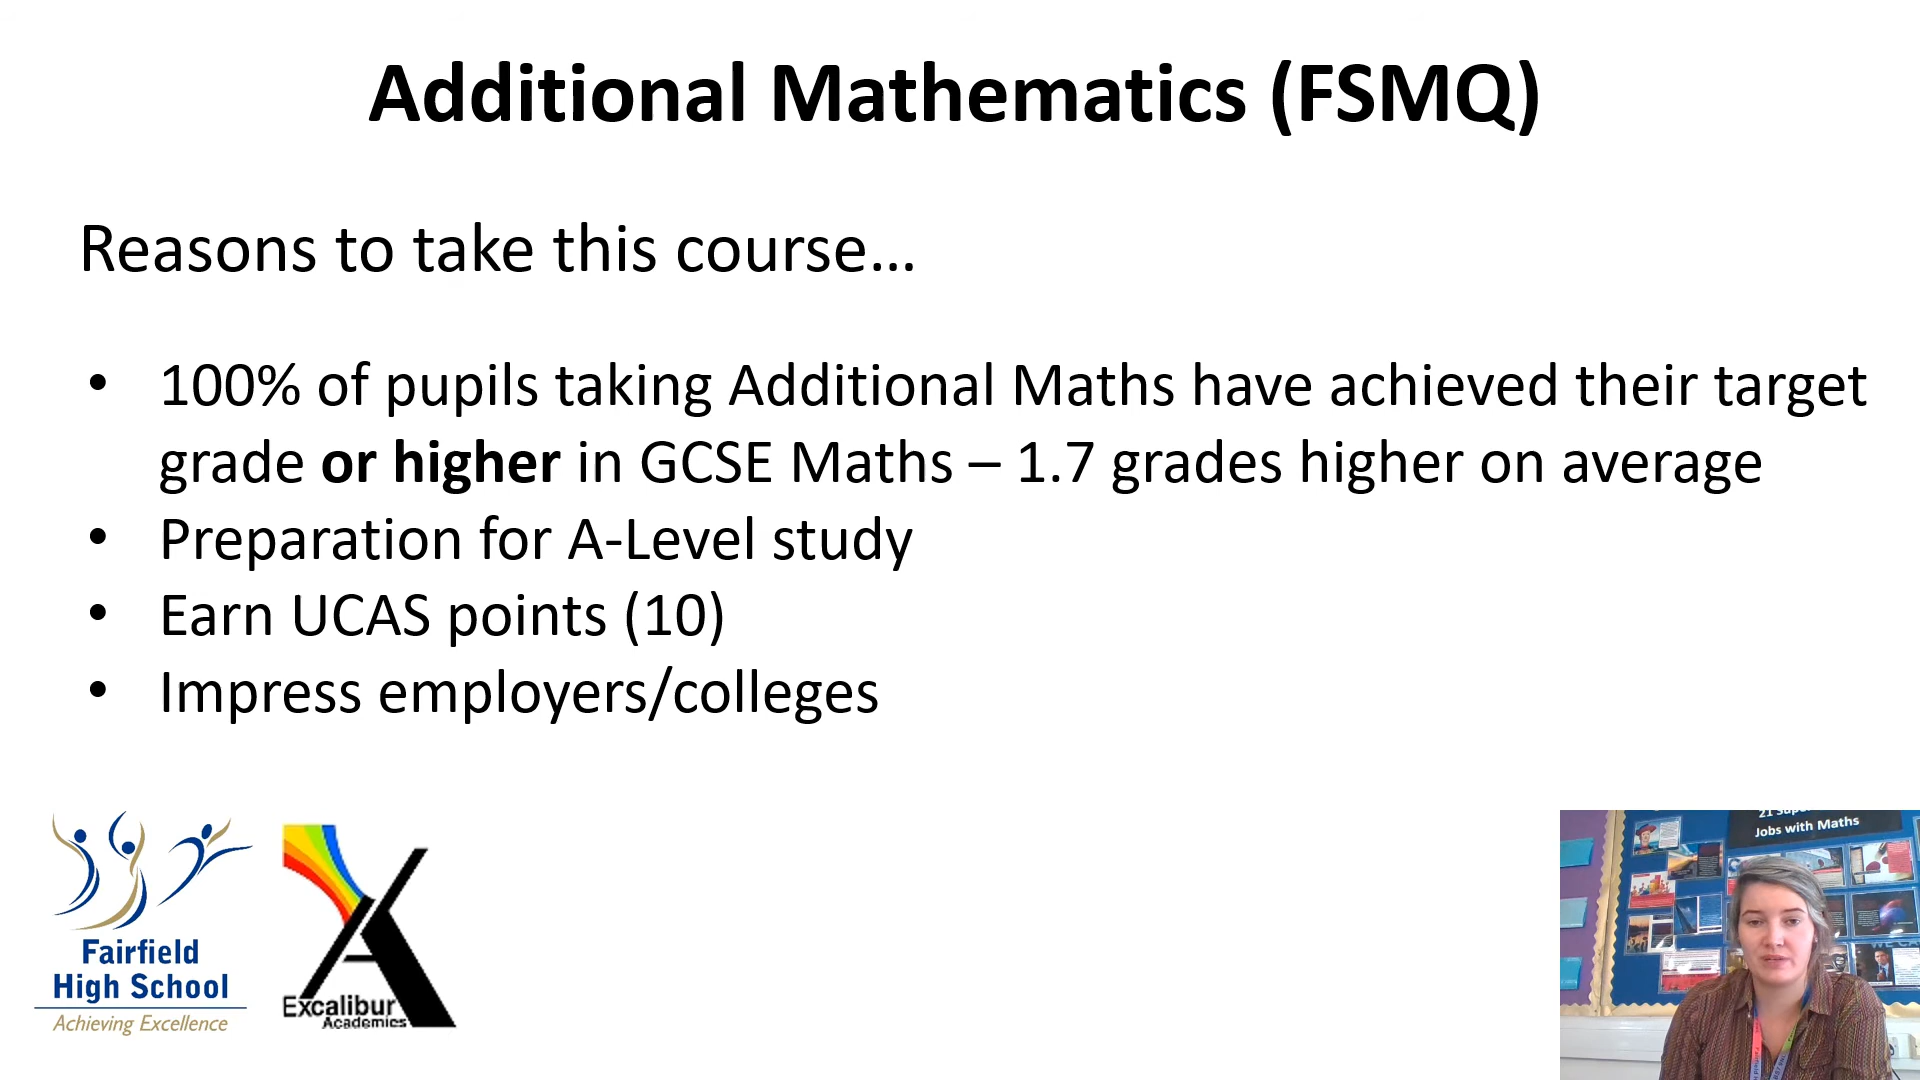 Additional Mathematics (FSMQ)
Reasons to take this course…
• 100% of pupils taking Additional Maths have achieved their target
grade or higher in GCSE Maths – 1.7 grades higher on average
• Preparation for A-Level study
• Earn UCAS points (10)
• Impress employers/colleges
Fairfield
High School
Achieving Excellence
Excalibur
Academies
21
Jobs with Maths